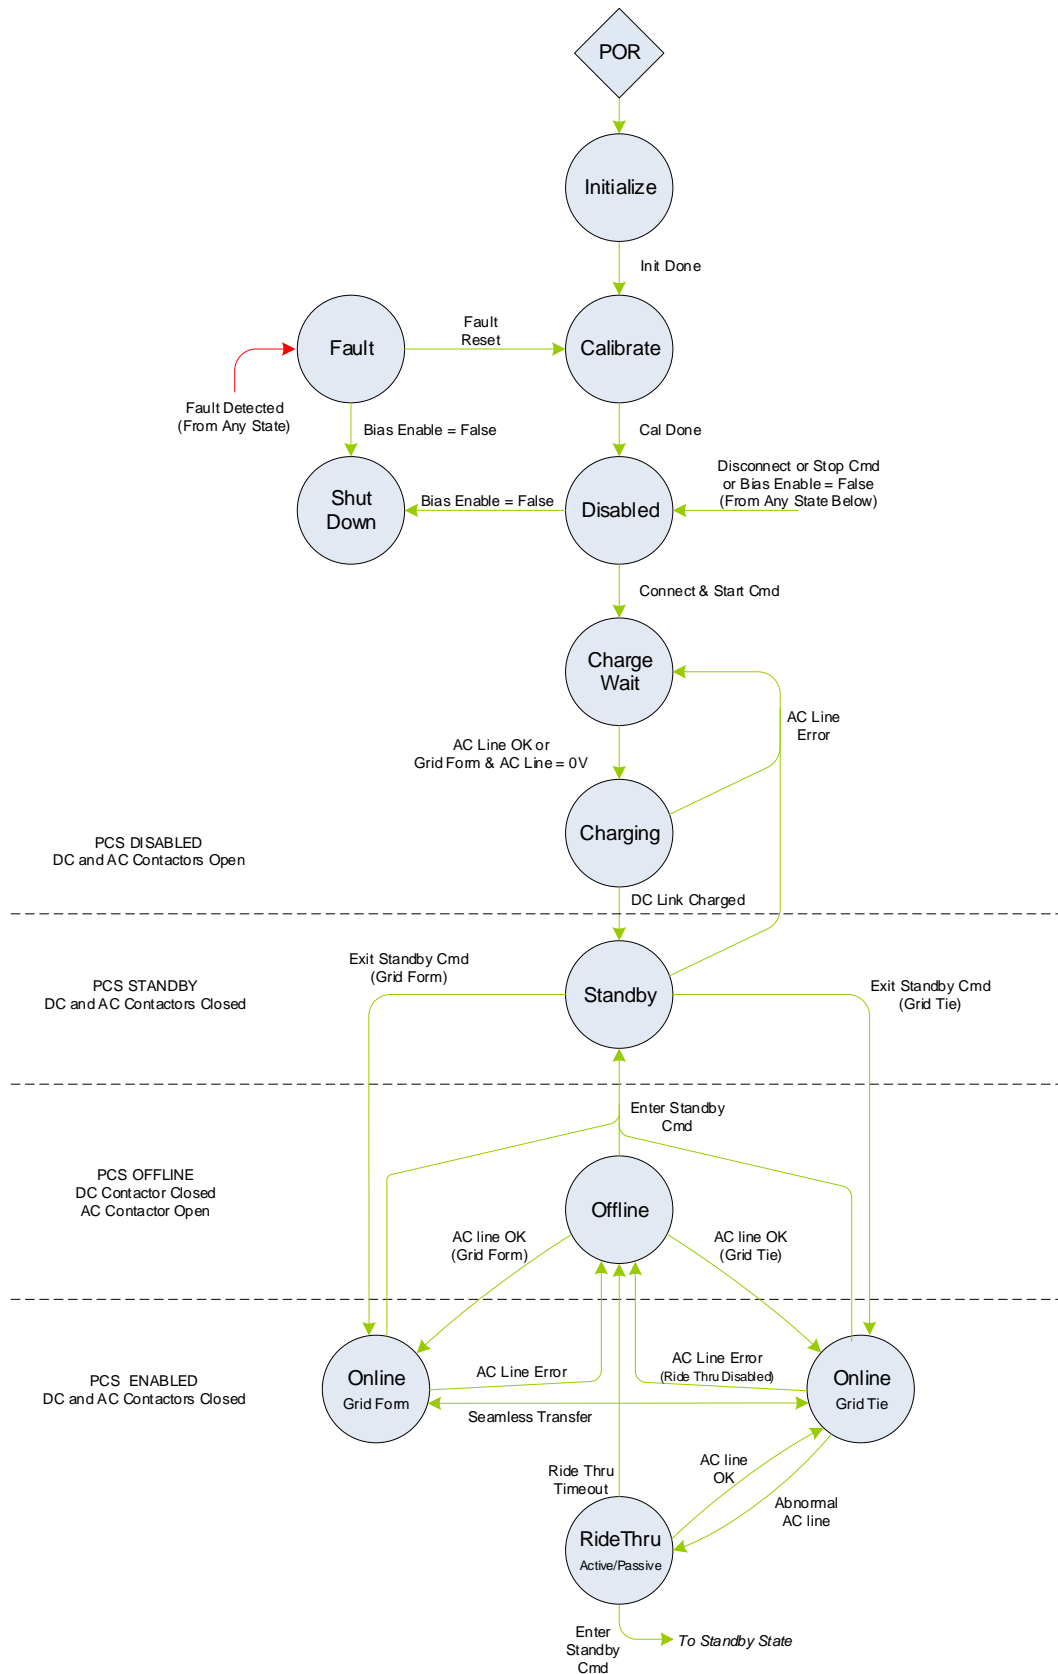 POR
Initialize
Init Done
Fault
Reset
Fault
Calibrate
Fault Detected
(From Any State)
Bias Enable = False
Cal Done
Disconnect or Stop Cmd
or Bias Enable = False
(From Any State Below)
Shut
Down
Bias Enable = False
Disabled
Connect & Start Cmd
Charge
Wait
AC Line
Error
AC Line OK or
Grid Form & AC Line = 0V
Charging
PCS DISABLED
DC and AC Contactors Open
DC Link Charged
Exit Standby Cmd
(Grid Form)
PCS STANDBY
DC and AC Contactors Closed
Standby
Exit Standby Cmd
(Grid Tie)
Enter Standby
Cmd
PCS OFFLINE
DC Contactor Closed
AC Contactor Open
Offline
AC line OK
(Grid Form)
AC line OK
(Grid Tie)
PCS ENABLED
DC and AC Contactors Closed
Online
Grid Form
AC Line Error
AC Line Error
(Ride Thru Disabled)
Online
Grid Tie
Seamless Transfer
Ride Thru
Timeout
AC line
OK
Abnormal
AC line
RideThru
Active/Passive
Enter
Standby
Cmd
To Standby State